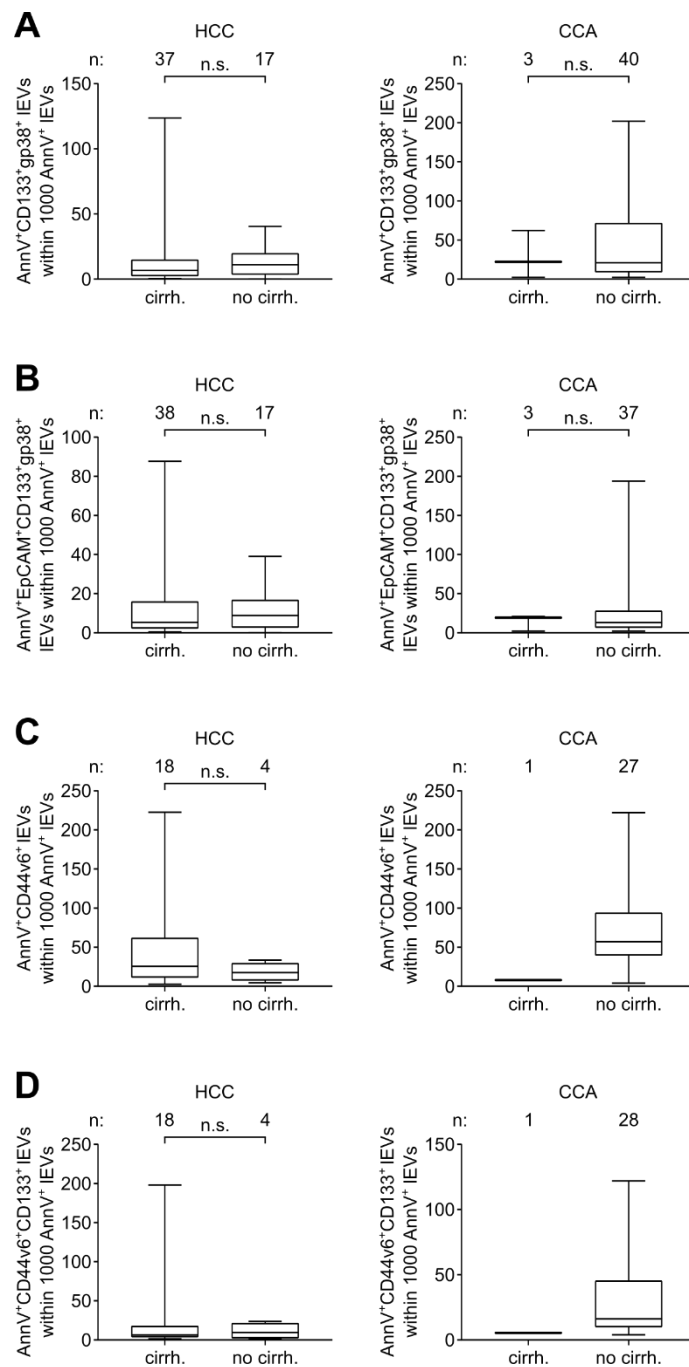 A
HCC
CCA
n: 37 n.s. 17
n: 3 n.s. 40
AnnV⁺CD133⁺gp38⁺ lEVs
within 1000 AnnV⁺ lEVs
150
100
50
0
cirrh. no cirrh.
AnnV⁺CD133⁺gp38⁺ lEVs
within 1000 AnnV⁺ lEVs
250
200
150
100
50
0
cirrh. no cirrh.
B
HCC
CCA
n: 38 n.s. 17
n: 3 n.s. 37
AnnV⁺EpCAM⁺CD133⁺gp38⁺
lEVs within 1000 AnnV⁺ lEVs
100
80
60
40
20
0
cirrh. no cirrh.
AnnV⁺EpCAM⁺CD133⁺gp38⁺
lEVs within 1000 AnnV⁺ lEVs
250
200
150
100
50
0
cirrh. no cirrh.
C
HCC
CCA
n: 18 n.s. 4
n: 1 27
AnnV⁺CD44v6⁺ lEVs
within 1000 AnnV⁺ lEVs
250
200
150
100
50
0
cirrh. no cirrh.
AnnV⁺CD44v6⁺ lEVs
within 1000 AnnV⁺ lEVs
250
200
150
100
50
0
cirrh. no cirrh.
D
HCC
CCA
n: 18 n.s. 4
n: 1 28
AnnV⁺CD44v6⁺CD133⁺ lEVs
within 1000 AnnV⁺ lEVs
250
200
150
100
50
0
cirrh. no cirrh.
AnnV⁺CD44v6⁺CD133⁺ lEVs
within 1000 AnnV⁺ lEVs
150
100
50
0
cirrh. no cirrh.